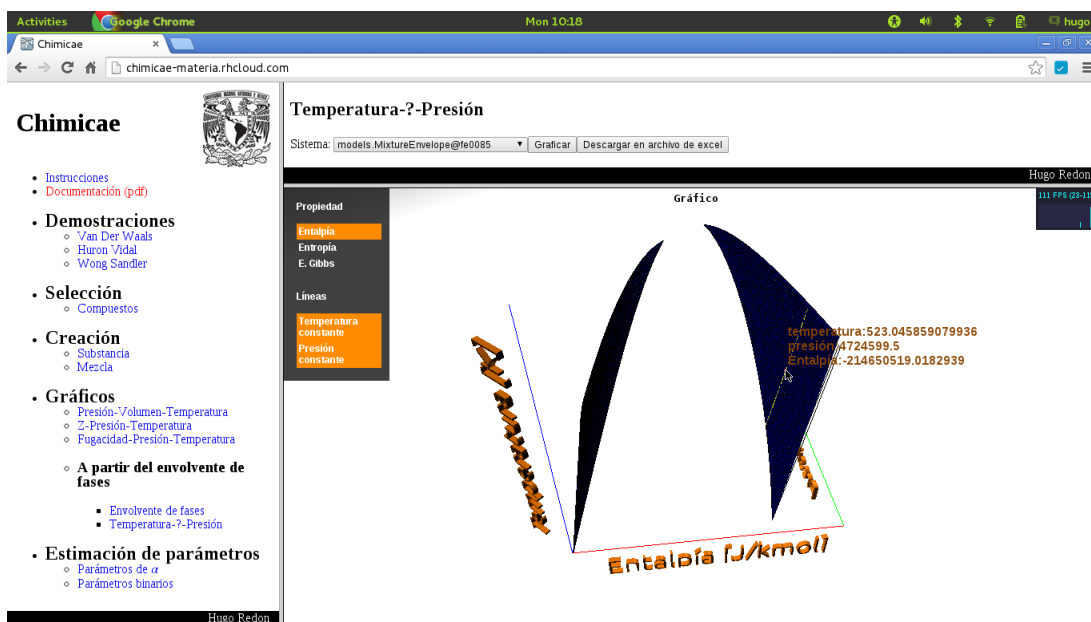 Activities
Google Chrome
Mon 10:18
hugo
Chimicae
chimicae-materia.rhcloud.com
Chimicae
Instrucciones
Documentación (pdf)
Demostraciones
Van Der Waals
Huron Vidal
Wong Sandler
Selección
Compuestos
Creación
Substancia
Mezcla
Gráficos
Presión-Volumen-Temperatura
Z-Presión-Temperatura
Fugacidad-Presión-Temperatura
A partir del envolvente de
fases
Envolvente de fases
Temperatura-?-Presión
Estimación de parámetros
Parámetros de α
Parámetros binarios
Hugo Redon
Temperatura-?-Presión
Sistema: models.MixtureEnvelope@fe0085 Graficar Descargar en archivo de excel
Hugo Redon
Propiedad
Entalpía
Entropía
E. Gibbs
Líneas
Temperatura
constante
Presión
constante
Gráfico
111 FPS (23-11
temperatura:523.045859079936
presión:4724599.5
Entalpia:-214650519.0182939
Entalpía [J/kmol]